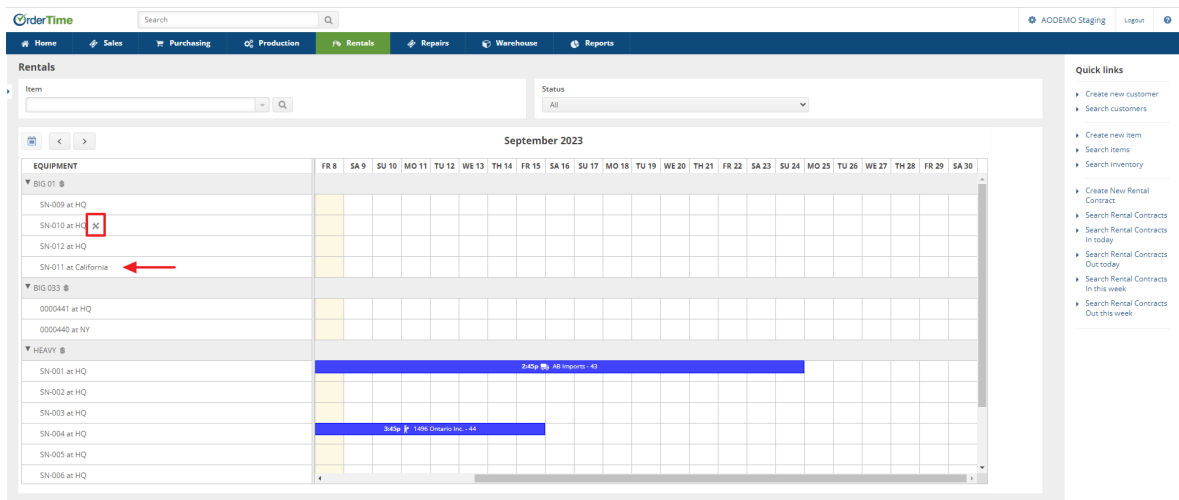 OrderTime
Search
AODEMO Staging Logout
Home Sales Purchasing Production Rentals Repairs Warehouse Reports
Rentals
Item
Status
All
September 2023
EQUIPMENT FR 8 SA 9 SU 10 MO 11 TU 12 WE 13 TH 14 FR 15 SA 16 SU 17 MO 18 TU 19 WE 20 TH 21 FR 22 SA 23 SU 24 MO 25 TU 26 WE 27 TH 28 FR 29 SA 30
BIG 01
SN-009 at HQ
SN-010 at HQ
SN-012 at HQ
SN-011 at California
BIG 033
0000441 at HQ
0000440 at NY
HEAVY
SN-001 at HQ 2:45p AB Imports - 43
SN-002 at HQ
SN-003 at HQ
SN-004 at HQ 3:45p 1496 Ontario Inc. - 44
SN-005 at HQ
SN-006 at HQ
Quick links
Create new customer
Search customers
Create new item
Search items
Search inventory
Create New Rental
Contract
Search Rental Contracts
Search Rental Contracts
In today
Search Rental Contracts
Out today
Search Rental Contracts
In this week
Search Rental Contracts
Out this week